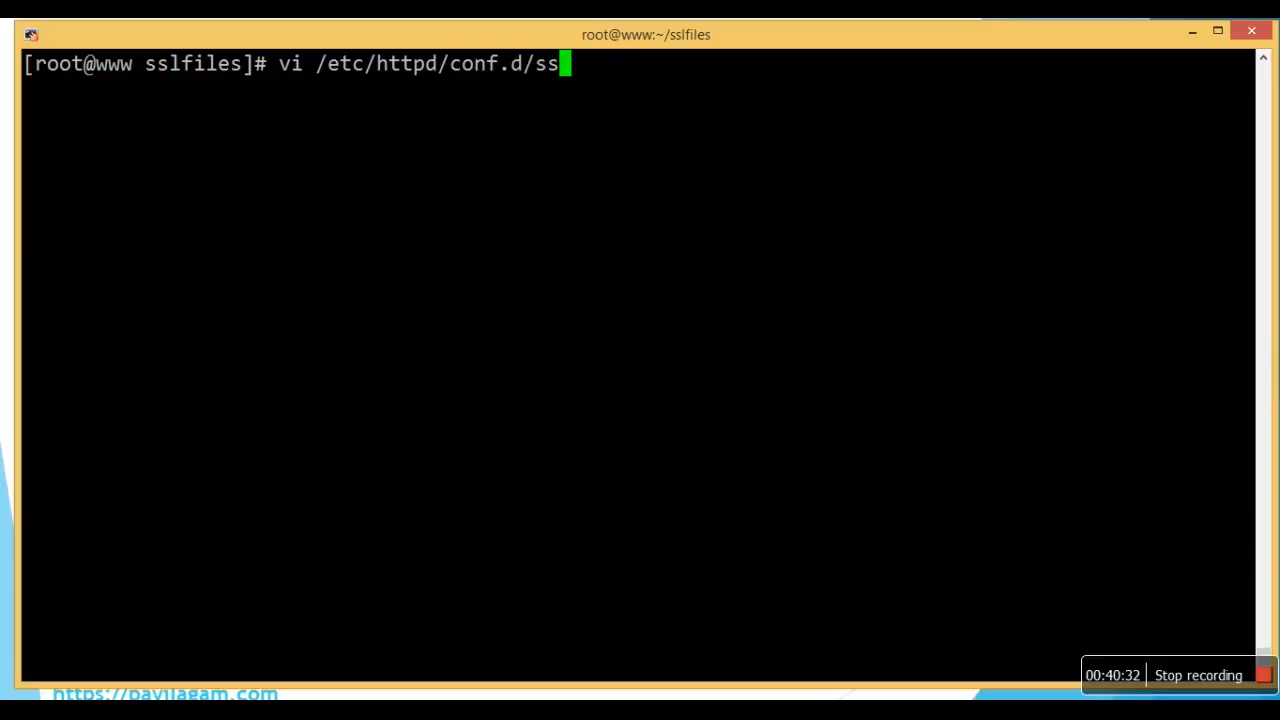 root@www:~/sslfiles
[root@www sslfiles]# vi /etc/httpd/conf.d/ss
00:40:32 Stop recording
https://payilagam.com